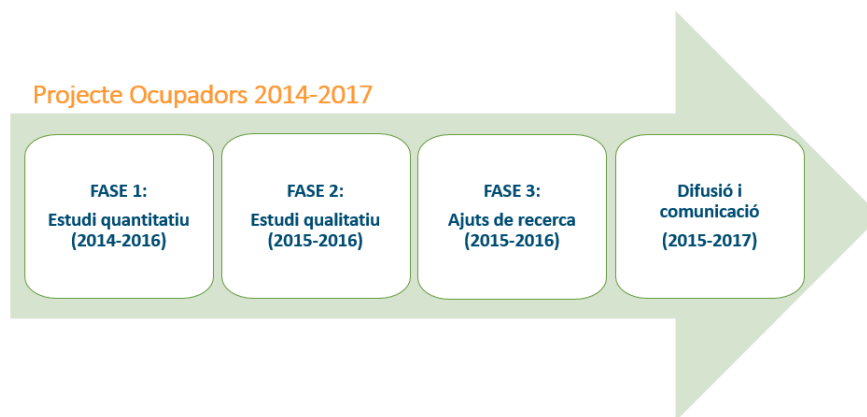 Projecte Ocupadors 2014-2017
FASE 1:
Estudi quantitatiu
(2014-2016)
FASE 2:
Estudi qualitatiu
(2015-2016)
FASE 3:
Ajuts de recerca
(2015-2016)
Difusió i
comunicació
(2015-2017)